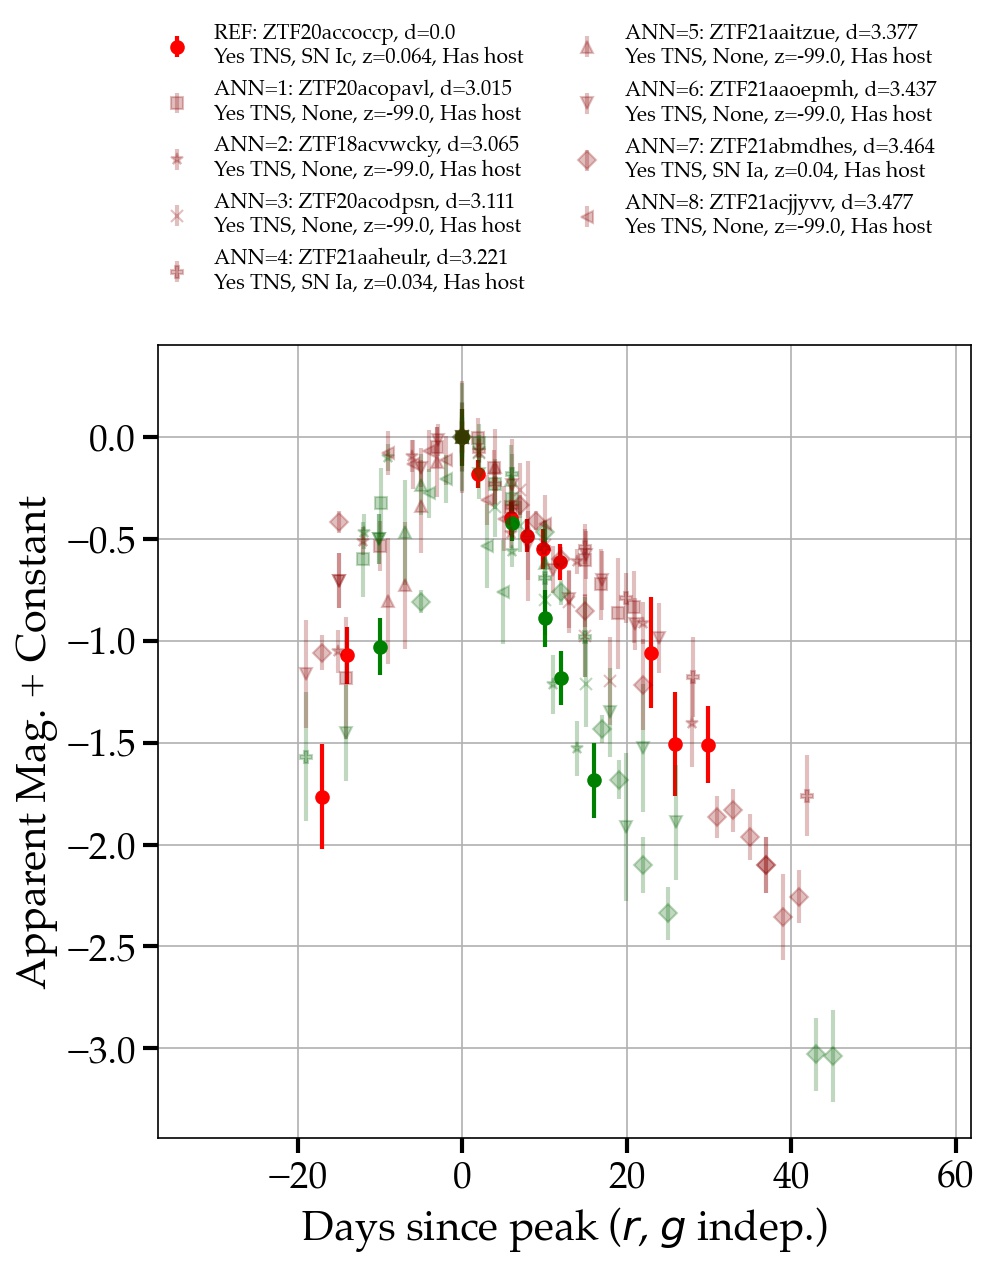 REF: ZTF20accoccp, d=0.0
Yes TNS, SN Ic, z=0.064, Has host
ANN=1: ZTF20acopavl, d=3.015
Yes TNS, None, z=-99.0, Has host
ANN=2: ZTF18acvwcky, d=3.065
Yes TNS, None, z=-99.0, Has host
ANN=3: ZTF20acodpsn, d=3.111
Yes TNS, None, z=-99.0, Has host
ANN=4: ZTF21aaheulr, d=3.221
Yes TNS, SN Ia, z=0.034, Has host
ANN=5: ZTF21aaitzue, d=3.377
Yes TNS, None, z=-99.0, Has host
ANN=6: ZTF21aaoepmh, d=3.437
Yes TNS, None, z=-99.0, Has host
ANN=7: ZTF21abmdhes, d=3.464
Yes TNS, SN Ia, z=0.04, Has host
ANN=8: ZTF21acjjyvv, d=3.477
Yes TNS, None, z=-99.0, Has host
Apparent Mag. + Constant
0.0
−0.5
−1.0
−1.5
−2.0
−2.5
−3.0
−20
0
20
40
60
Days since peak (r, g indep.)